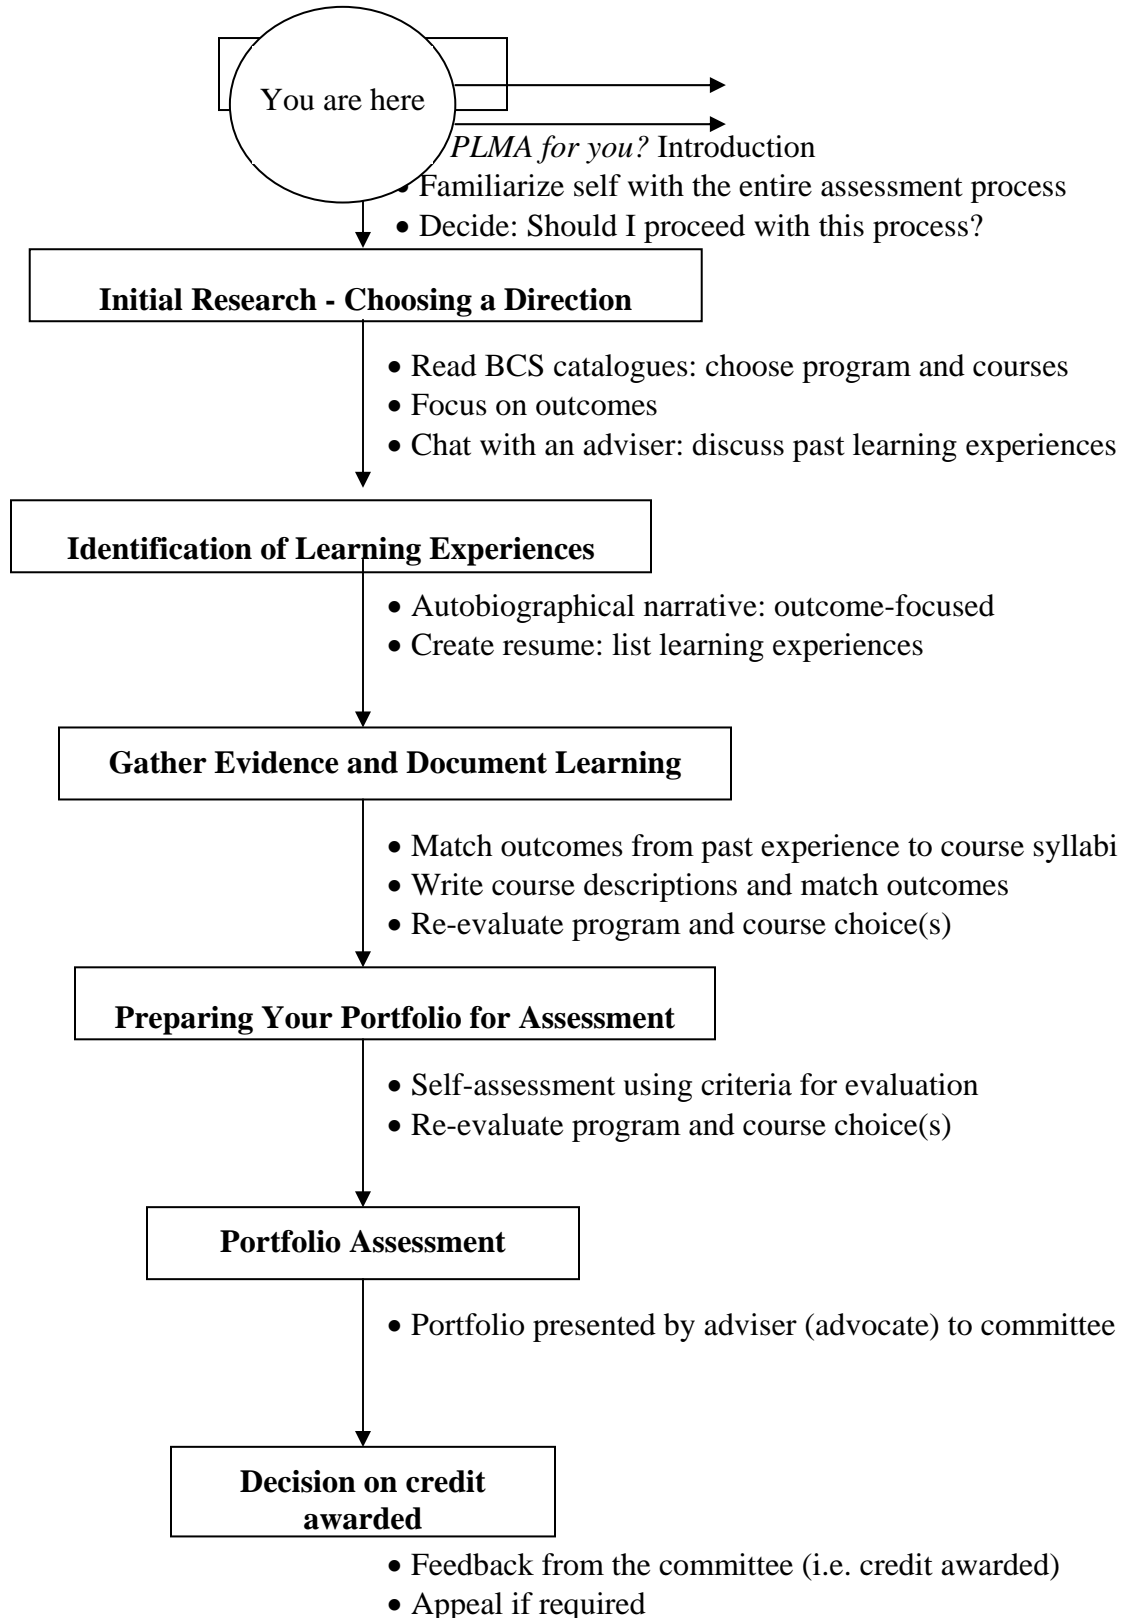 You are here
PLMA for you? Introduction
• Familiarize self with the entire assessment process
• Decide: Should I proceed with this process?
Initial Research - Choosing a Direction
• Read BCS catalogues: choose program and courses
• Focus on outcomes
• Chat with an adviser: discuss past learning experiences
Identification of Learning Experiences
• Autobiographical narrative: outcome-focused
• Create resume: list learning experiences
Gather Evidence and Document Learning
• Match outcomes from past experience to course syllabi
• Write course descriptions and match outcomes
• Re-evaluate program and course choice(s)
Preparing Your Portfolio for Assessment
• Self-assessment using criteria for evaluation
• Re-evaluate program and course choice(s)
Portfolio Assessment
• Portfolio presented by adviser (advocate) to committee
Decision on credit
awarded
• Feedback from the committee (i.e. credit awarded)
• Appeal if required